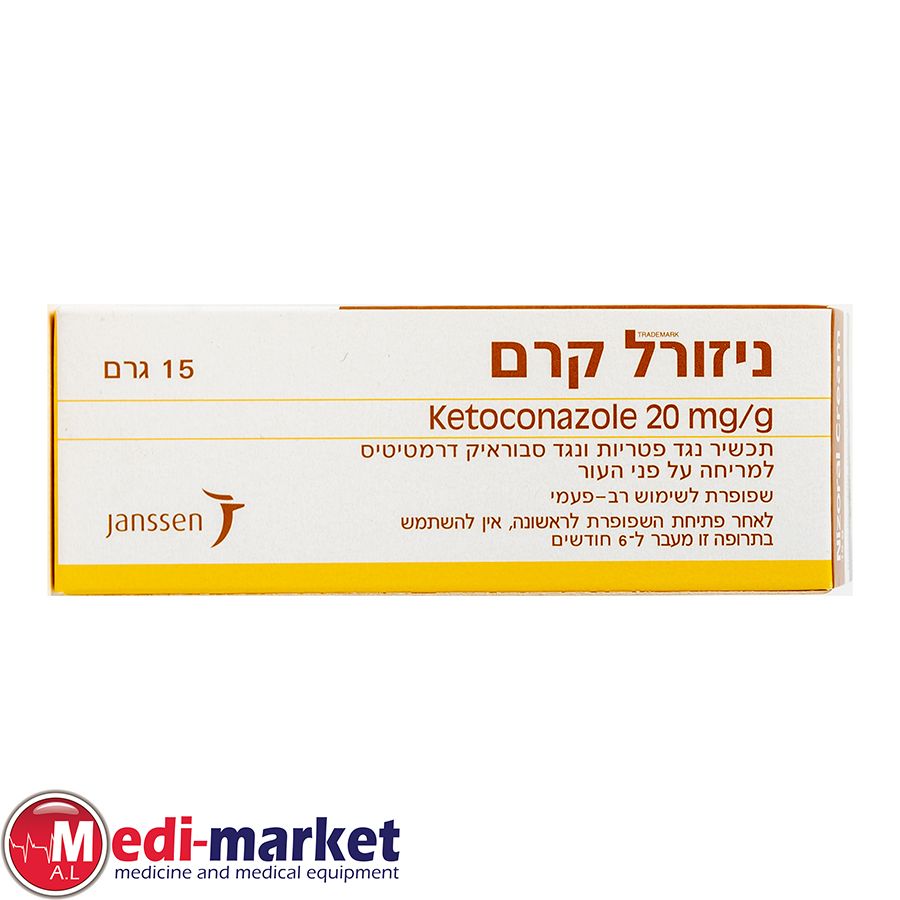 TRADEMARK
ניזורל קרם
15 גרם
Ketoconazole 20 mg/g
תכשיר נגד פטריות ונגד סבוראיק דרמטיטיס
למריחה על פני העור
שפופרת לשימוש רב-פעמי
לאחר פתיחת השפופרת לראשונה, אין להשתמש
בתרופה זו מעבר ל-6 חודשים
janssen
Nizoral Cream
Medi-market
A.L
medicine and medical equipment